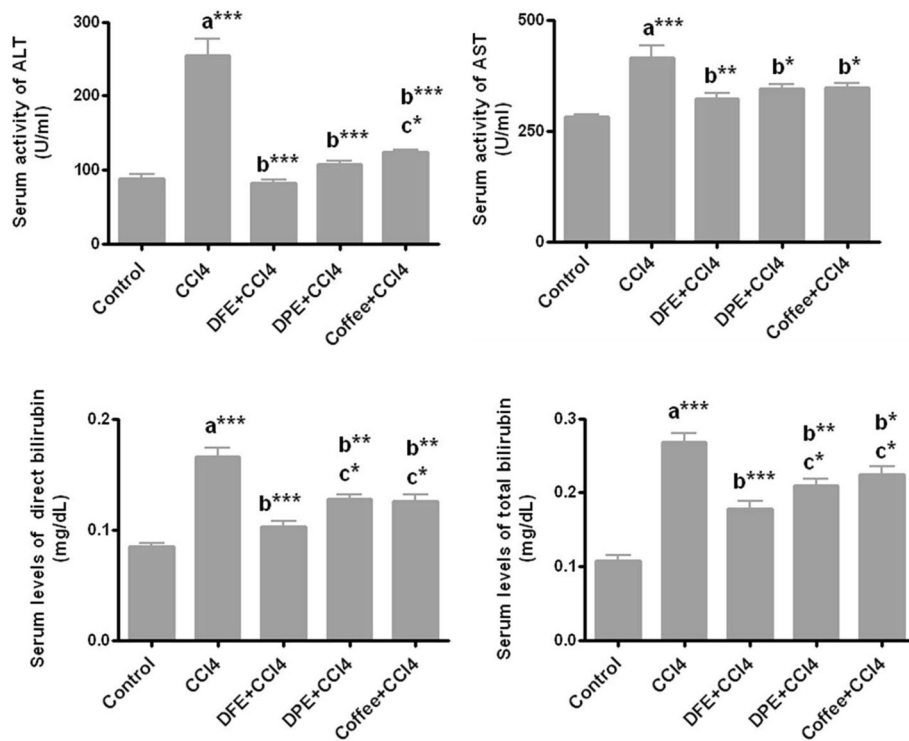 Serum activity of ALT
(U/ml)
300
200
100
0
a***
b***
b***
b***
c*
Control
CCl4
DFE+CCl4
DPE+CCl4
Coffee+CCl4
Serum activity of AST
(U/ml)
500
250
0
a***
b**
b*
b*
Control
CCl4
DFE+CCl4
DPE+CCl4
Coffee+CCl4
Serum levels of direct bilirubin
(mg/dL)
0.2
0.1
0.0
a***
b***
b**
c*
b**
c*
Control
CCl4
DFE+CCl4
DPE+CCl4
Coffee+CCl4
Serum levels of total bilirubin
(mg/dL)
0.3
0.2
0.1
0.0
a***
b***
b**
c*
b*
c*
Control
CCl4
DFE+CCl4
DPE+CCl4
Coffee+CCl4